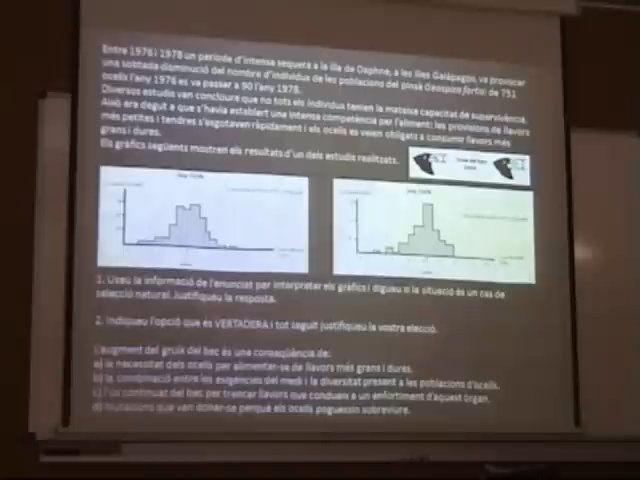 Entre 1976 i 1978 un període d'intensa sequera a la illa de Daphne, a les illes Galápagos, va provocar
una sobtada disminució del nombre d'individus de les poblacions del pinsà Geospiza fortis: de 751
ocells l'any 1976 es va passar a 90 l'any 1978.
Diversos estudis van concloure que no tots els individus tenien la mateixa capacitat de supervivència.
Això era degut a que s'havia establert una intensa competència per l'aliment: les provisions de llavors
més petites i tendres s'esgotaven ràpidament i els ocells es veien obligats a consumir llavors més
grans i dures.
Els gràfics següents mostren els resultats d'un dels estudis realitzats.
1. Useu la informació de l'enunciat per interpretar els gràfics i digueu si la situació és un cas de
selecció natural. Justifiqueu la resposta.
2. Indiqueu l'opció que és VERTADERA i tot seguit justifiqueu la vostra elecció.
L'augment del gruix del bec és una conseqüència de:
a) la necessitat dels ocells per alimentar-se de llavors més grans i dures.
b) la combinació entre les exigències del medi i la diversitat present a les poblacions d'ocells.
c) l'ús continuat del bec per trencar llavors que condueix a un enfortiment d'aquest òrgan.
d) mutacions que van donar-se perquè els ocells poguessin sobreviure.